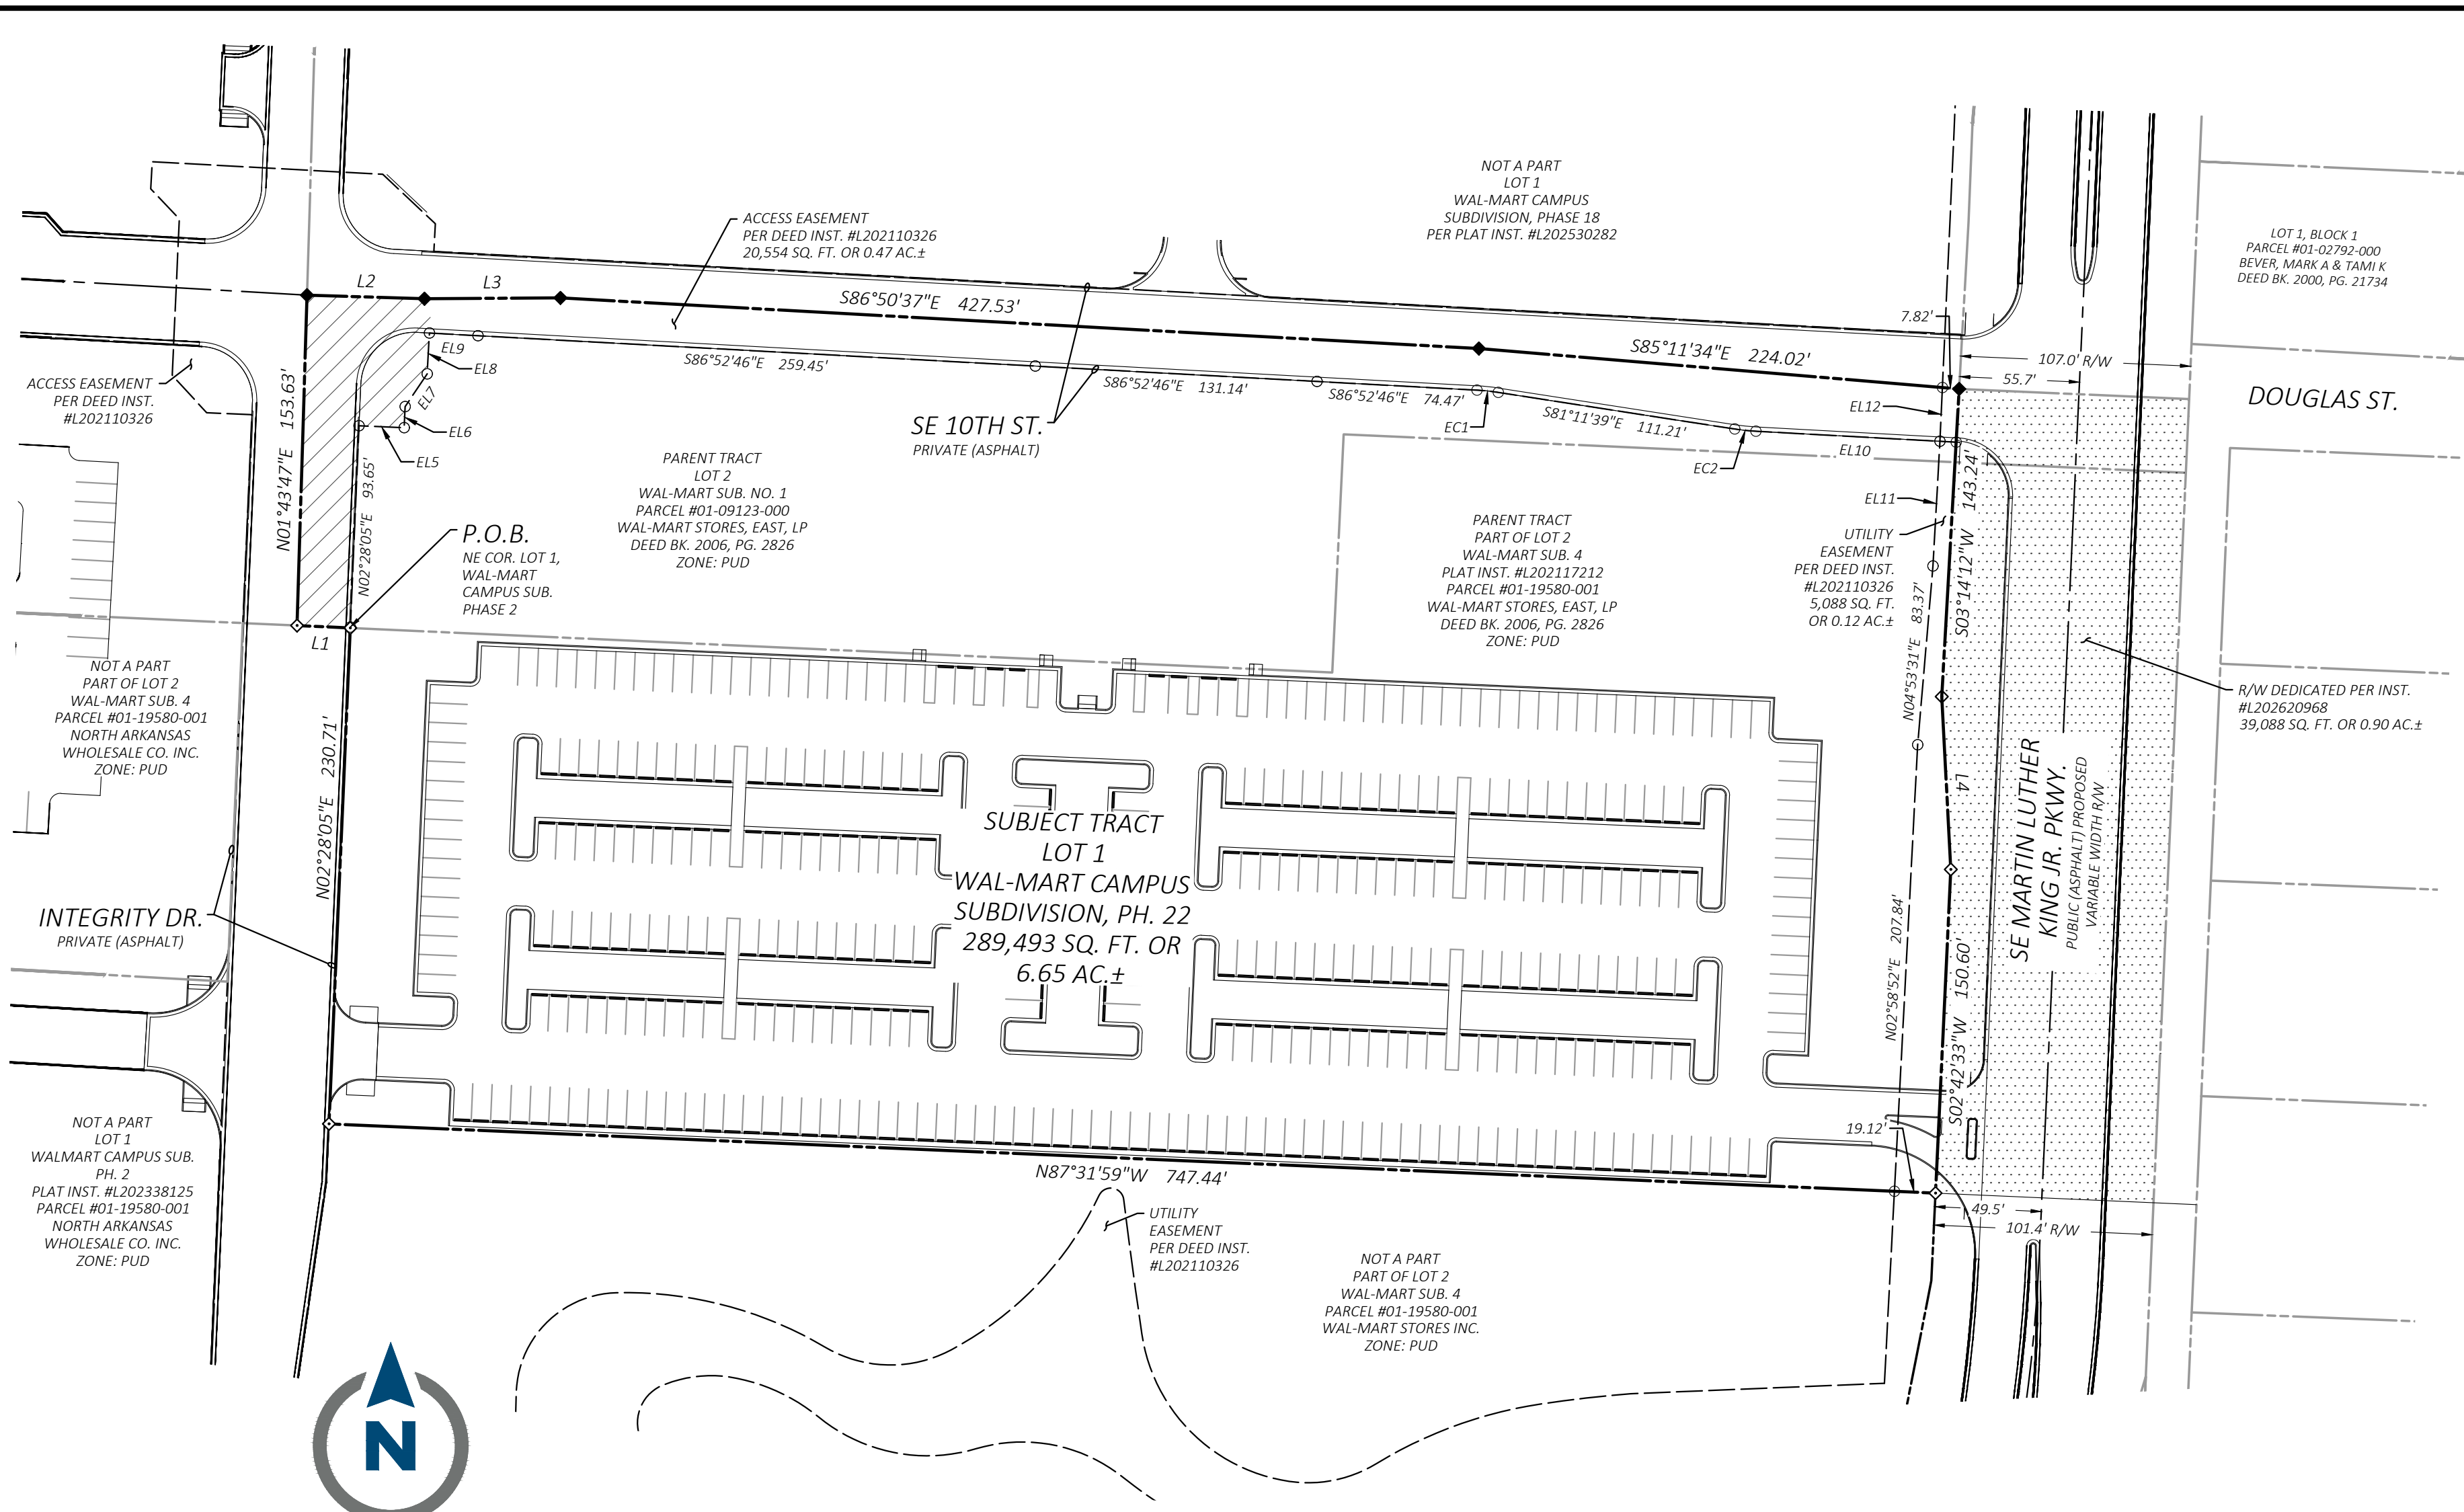 NOT A PART
LOT 1
WAL-MART CAMPUS
SUBDIVISION, PHASE 18
PER PLAT INST. #L202530282
ACCESS EASEMENT
PER DEED INST. #L202110326
20,554 SQ. FT. OR 0.47 AC.±
LOT 1, BLOCK 1
PARCEL #01-02792-000
BEVER, MARK A & TAMI K
DEED BK. 2000, PG. 21734
L2
L3
S86°50'37"E 427.53'
7.82'
S85°11'34"E 224.02'
107.0' R/W
55.7'
DOUGLAS ST.
EL9
EL8
EL7
EL6
EL5
S86°52'46"E 259.45'
S86°52'46"E 131.14'
S86°52'46"E 74.47'
EC1
S81°11'39"E 111.21'
EC2
EL10
EL12
EL11
ACCESS EASEMENT
PER DEED INST.
#L202110326
N01°43'47"E 153.63'
N02°28'05"E 93.65'
SE 10TH ST.
PRIVATE (ASPHALT)
PARENT TRACT
LOT 2
WAL-MART SUB. NO. 1
PARCEL #01-09123-000
WAL-MART STORES, EAST, LP
DEED BK. 2006, PG. 2826
ZONE: PUD
P.O.B.
NE COR. LOT 1,
WAL-MART
CAMPUS SUB.
PHASE 2
L1
PARENT TRACT
PART OF LOT 2
WAL-MART SUB. 4
PLAT INST. #L202117212
PARCEL #01-19580-001
WAL-MART STORES, EAST, LP
DEED BK. 2006, PG. 2826
ZONE: PUD
UTILITY
EASEMENT
PER DEED INST.
#L202110326
5,088 SQ. FT.
OR 0.12 AC.±
S03°14'12"W 143.24'
N04°53'31"E 83.37'
R/W DEDICATED PER INST.
#L202620968
39,088 SQ. FT. OR 0.90 AC.±
NOT A PART
PART OF LOT 2
WAL-MART SUB. 4
PARCEL #01-19580-001
NORTH ARKANSAS
WHOLESALE CO. INC.
ZONE: PUD
N02°28'05"E 230.71'
L4
SE MARTIN LUTHER
KING JR. PKWY.
PUBLIC (ASPHALT) PROPOSED
VARIABLE WIDTH R/W
SUBJECT TRACT
LOT 1
WAL-MART CAMPUS
SUBDIVISION, PH. 22
289,493 SQ. FT. OR
6.65 AC.±
INTEGRITY DR.
PRIVATE (ASPHALT)
N02°58'52"E 207.84'
S02°42'33"W 150.60'
19.12'
NOT A PART
LOT 1
WALMART CAMPUS SUB.
PH. 2
PLAT INST. #L202338125
PARCEL #01-19580-001
NORTH ARKANSAS
WHOLESALE CO. INC.
ZONE: PUD
N87°31'59"W 747.44'
UTILITY
EASEMENT
PER DEED INST.
#L202110326
49.5'
101.4' R/W
NOT A PART
PART OF LOT 2
WAL-MART SUB. 4
PARCEL #01-19580-001
WAL-MART STORES INC.
ZONE: PUD
N